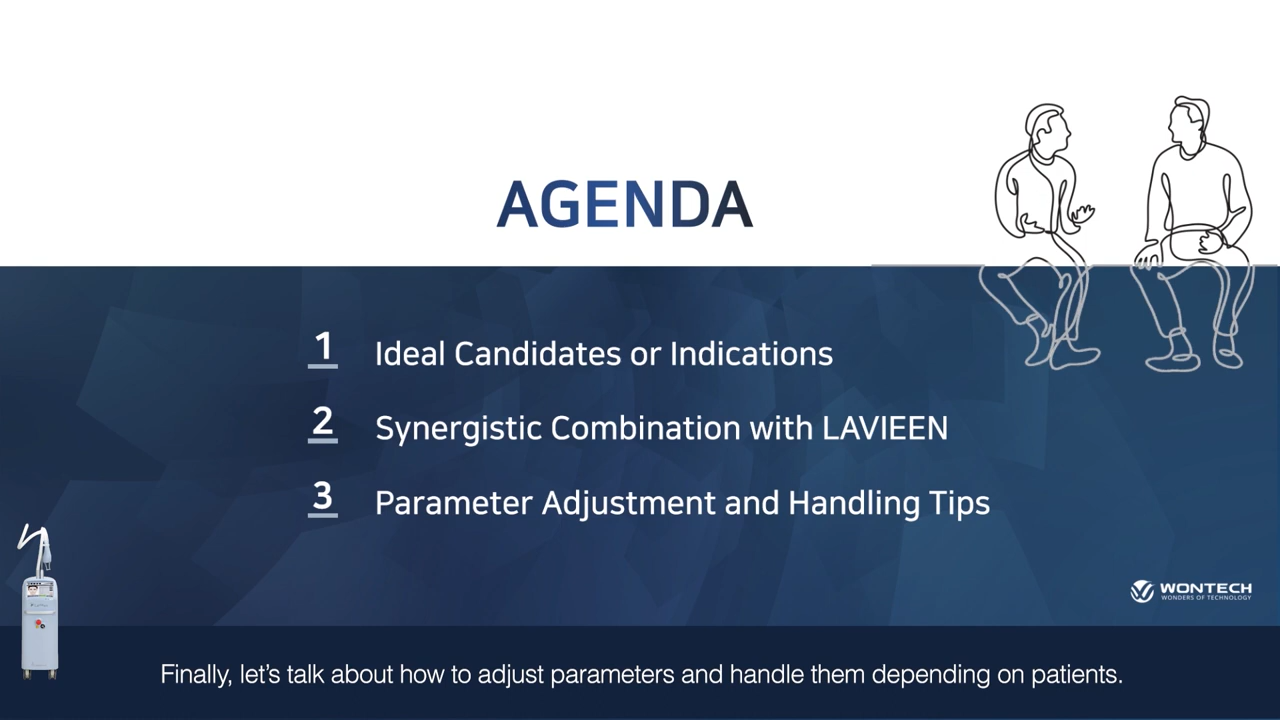 AGENDA
1 Ideal Candidates or Indications
2 Synergistic Combination with LAVIEEN
3 Parameter Adjustment and Handling Tips
WONTECH
WONDERS OF TECHNOLOGY
Finally, let's talk about how to adjust parameters and handle them depending on patients.